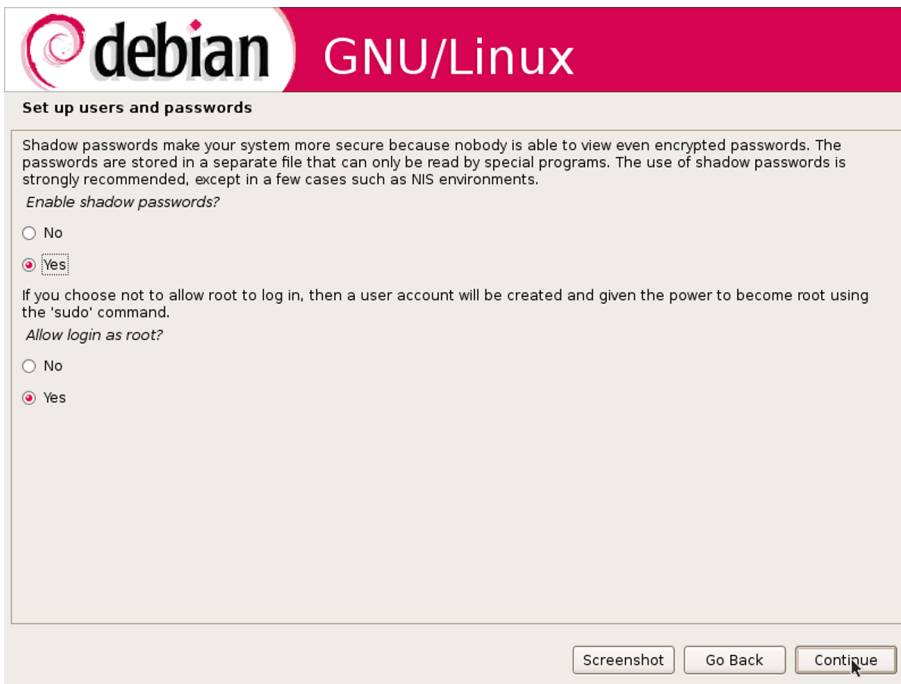 debian GNU/Linux
Set up users and passwords
Shadow passwords make your system more secure because nobody is able to view even encrypted passwords. The
passwords are stored in a separate file that can only be read by special programs. The use of shadow passwords is
strongly recommended, except in a few cases such as NIS environments.
Enable shadow passwords?
No
Yes
If you choose not to allow root to log in, then a user account will be created and given the power to become root using
the 'sudo' command.
Allow login as root?
No
Yes
Screenshot Go Back Continue